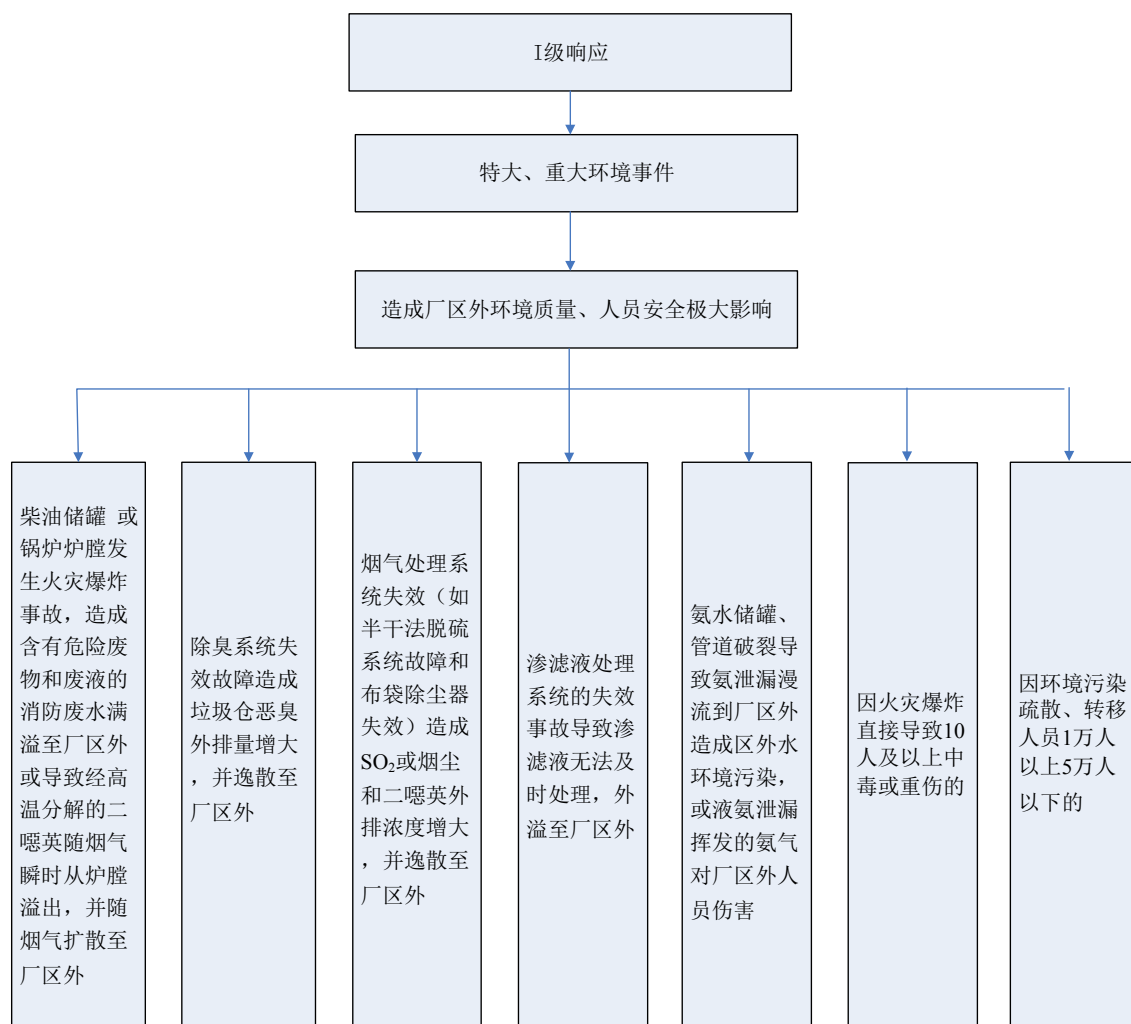 I级响应
特大、重大环境事件
造成厂区外环境质量、人员安全极大影响
柴油储罐 或
锅炉炉膛发
生火灾爆炸
事故，造成
含有危险废
物和废液的
消防废水满
溢至厂区外
或导致经高
温分解的二
噁英随烟气
瞬时从炉膛
溢出，并随
烟气扩散至
厂区外
除臭系统失
效故障造成
垃圾仓恶臭
外排量增大
，并逸散至
厂区外
烟气处理系
统失效（如
半干法脱硫
系统故障和
布袋除尘器
失效）造成
SO₂或烟尘
和二噁英外
排浓度增大
，并逸散至
厂区外
渗滤液处理
系统的失效
事故导致渗
滤液无法及
时处理，外
溢至厂区外
氨水储罐、
管道破裂导
致氨泄漏漫
流到厂区外
造成区外水
环境污染，
或液氨泄漏
挥发的氨气
对厂区外人
员伤害
因火灾爆炸
直接导致10
人及以上中
毒或重伤的
因环境污染
疏散、转移
人员1万人
以上5万人
以下的